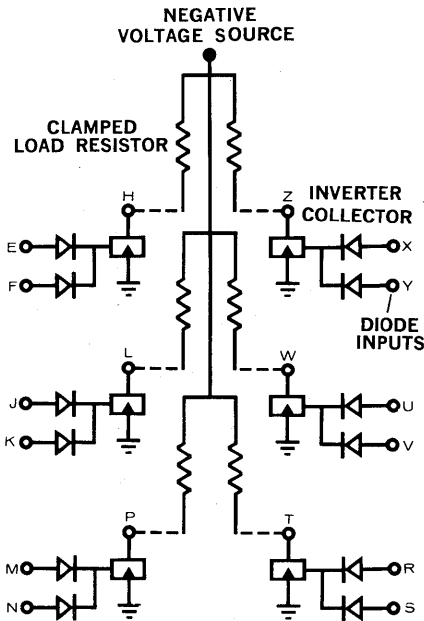 NEGATIVE
VOLTAGE SOURCE
CLAMPED
LOAD RESISTOR
H
Z
INVERTER
COLLECTOR
E
X
F
Y
DIODE
INPUTS
L
W
J
U
K
V
P
T
M
R
N
S